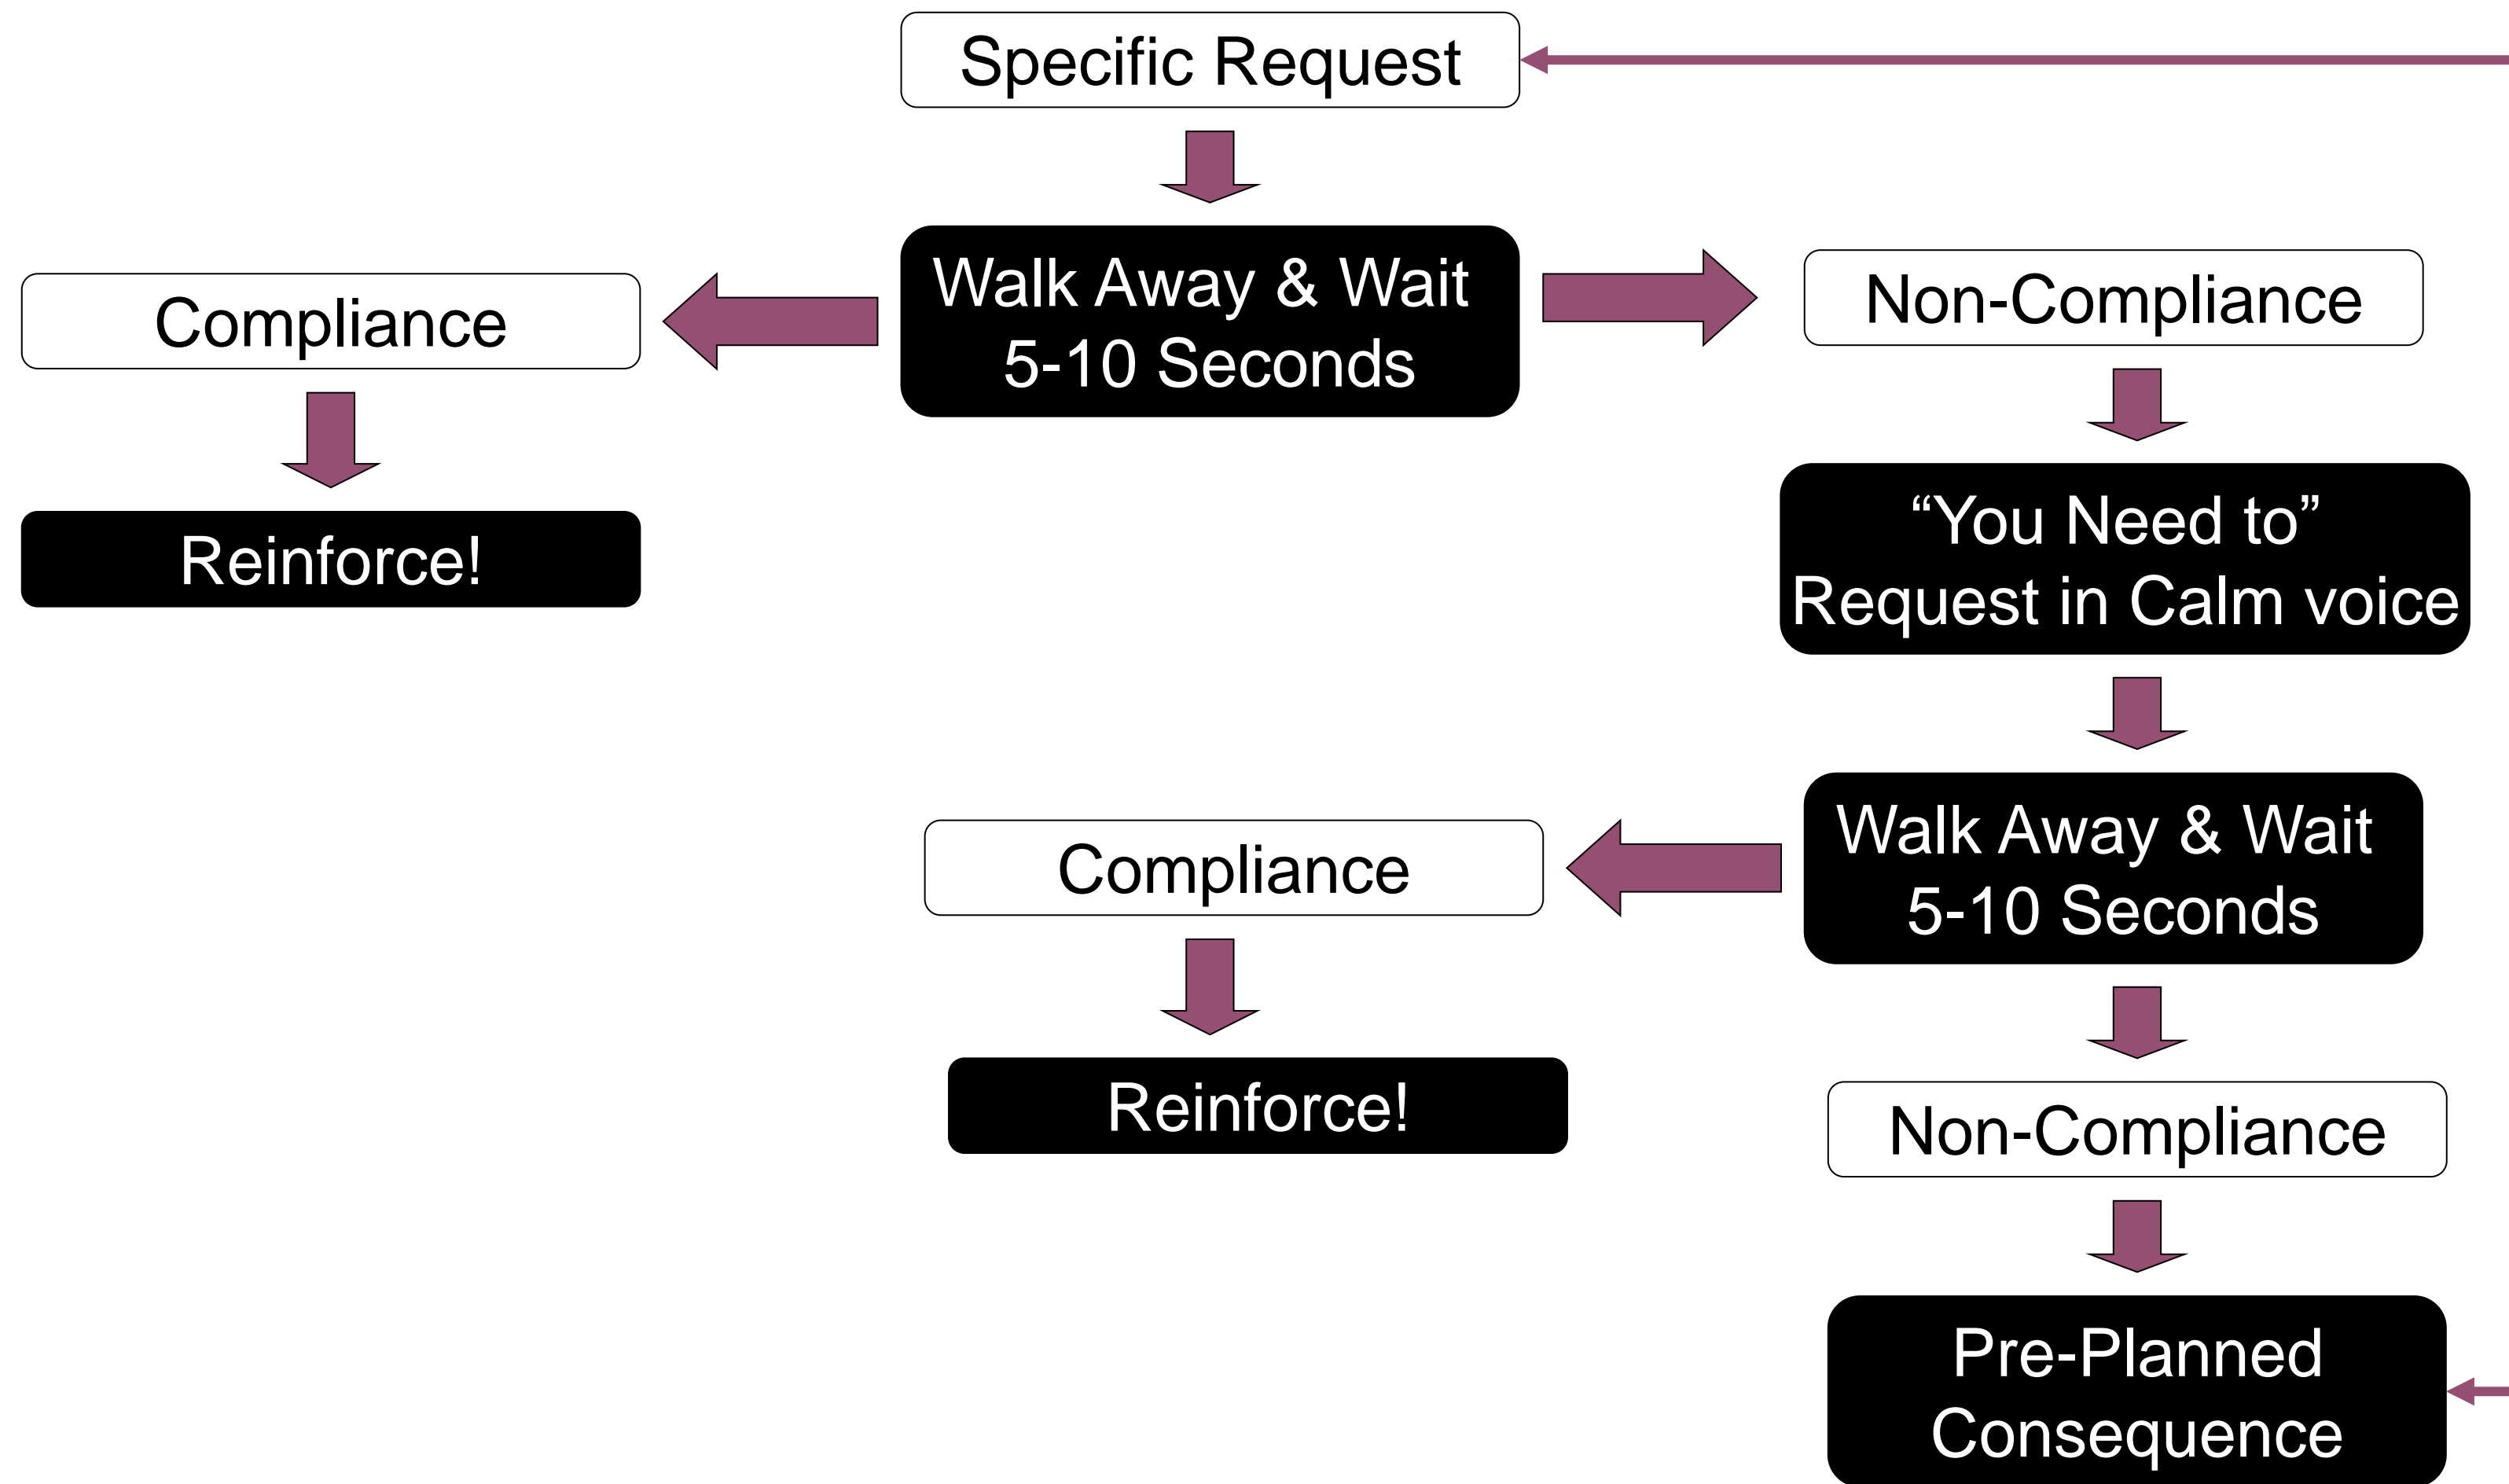 Specific Request
Walk Away & Wait
5-10 Seconds
Compliance
Non-Compliance
Reinforce!
“You Need to”
Request in Calm voice
Walk Away & Wait
5-10 Seconds
Compliance
Reinforce!
Non-Compliance
Pre-Planned
Consequence